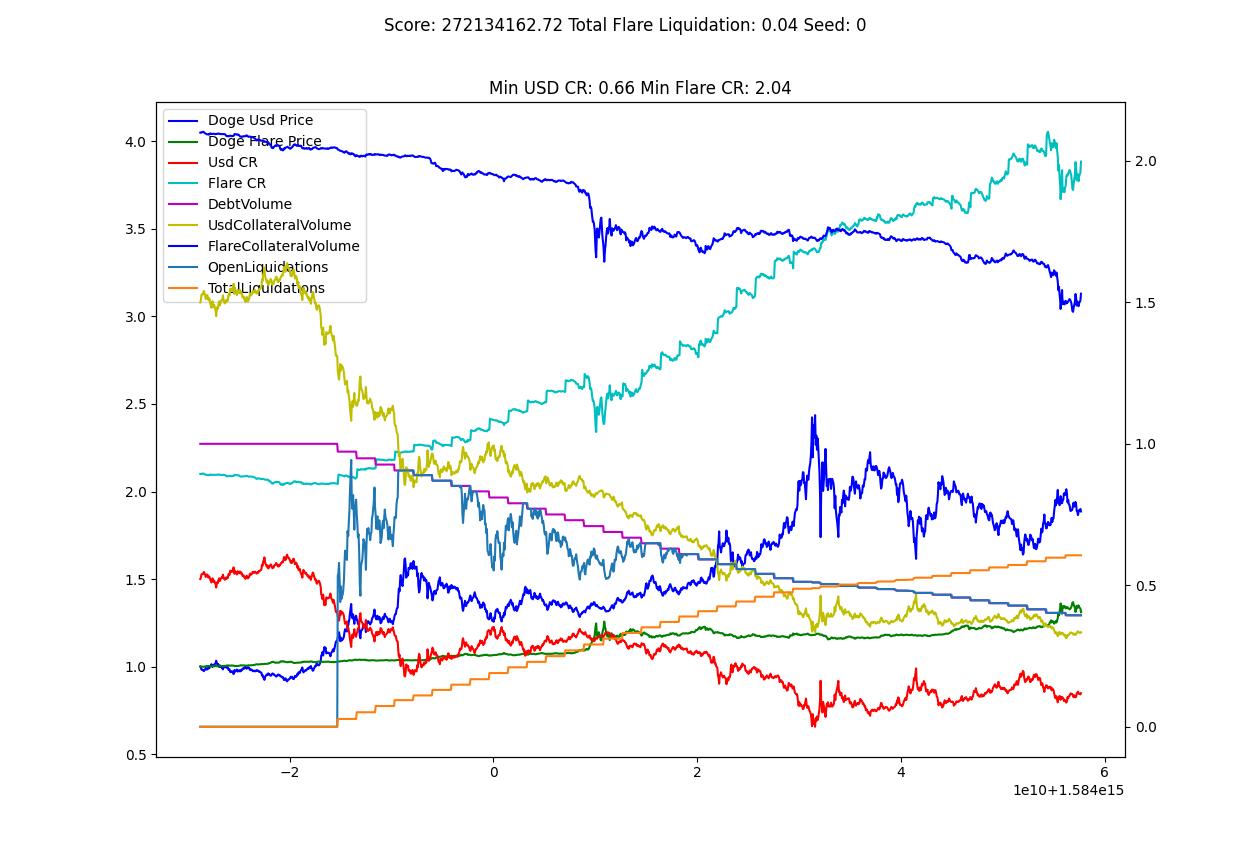 Score: 272134162.72 Total Flare Liquidation: 0.04 Seed: 0
Min USD CR: 0.66 Min Flare CR: 2.04
Doge Usd Price
Doge Flare Price
Usd CR
Flare CR
DebtVolume
UsdCollateralVolume
FlareCollateralVolume
OpenLiquidations
TotalLiquidations
4.0
3.5
3.0
2.5
2.0
1.5
1.0
0.5
2.0
1.5
1.0
0.5
0.0
−2 0 2 4 6
1e10+1.584e15